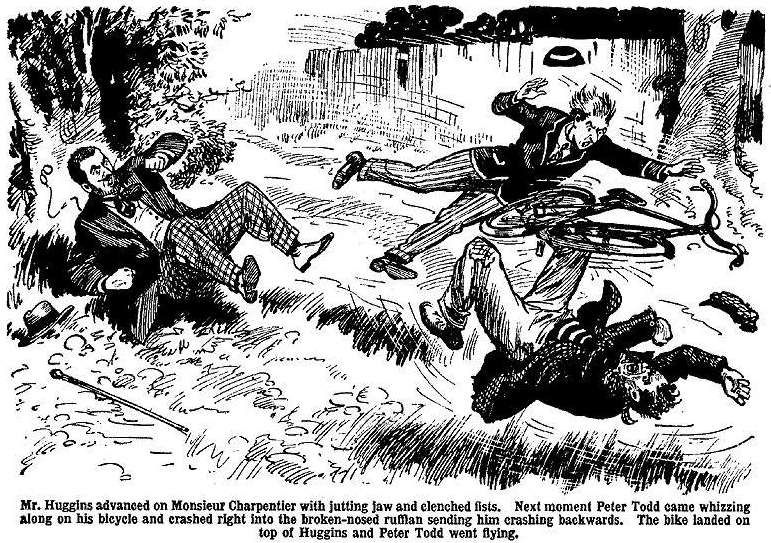 Mr. Huggins advanced on Monsieur Charpentier with jutting jaw and clenched fists. Next moment Peter Todd came whizzing
along on his bicycle and crashed right into the broken-nosed ruffian sending him crashing backwards. The bike landed on
top of Huggins and Peter Todd went flying.